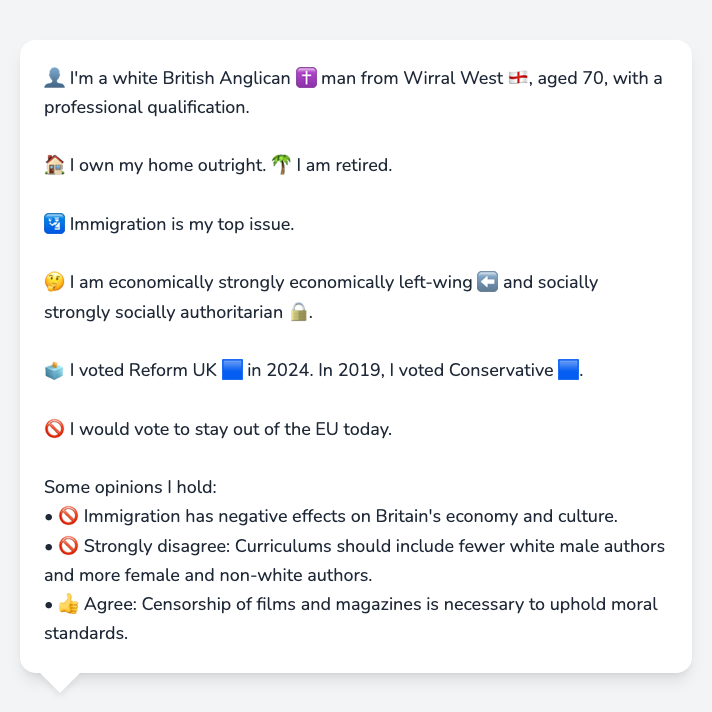 👤 I'm a white British Anglican ✝️ man from Wirral West 🏴󠁧󠁢󠁥󠁮󠁧󠁿, aged 70, with a
professional qualification.
🏠 I own my home outright. 🌴 I am retired.
🛂 Immigration is my top issue.
🤔 I am economically strongly economically left-wing ⬅️ and socially
strongly socially authoritarian 🔒.
🗳️ I voted Reform UK 🟦 in 2024. In 2019, I voted Conservative 🟦.
🚫 I would vote to stay out of the EU today.
Some opinions I hold:
• 🚫 Immigration has negative effects on Britain's economy and culture.
• 🚫 Strongly disagree: Curriculums should include fewer white male authors
and more female and non-white authors.
• 👍 Agree: Censorship of films and magazines is necessary to uphold moral
standards.